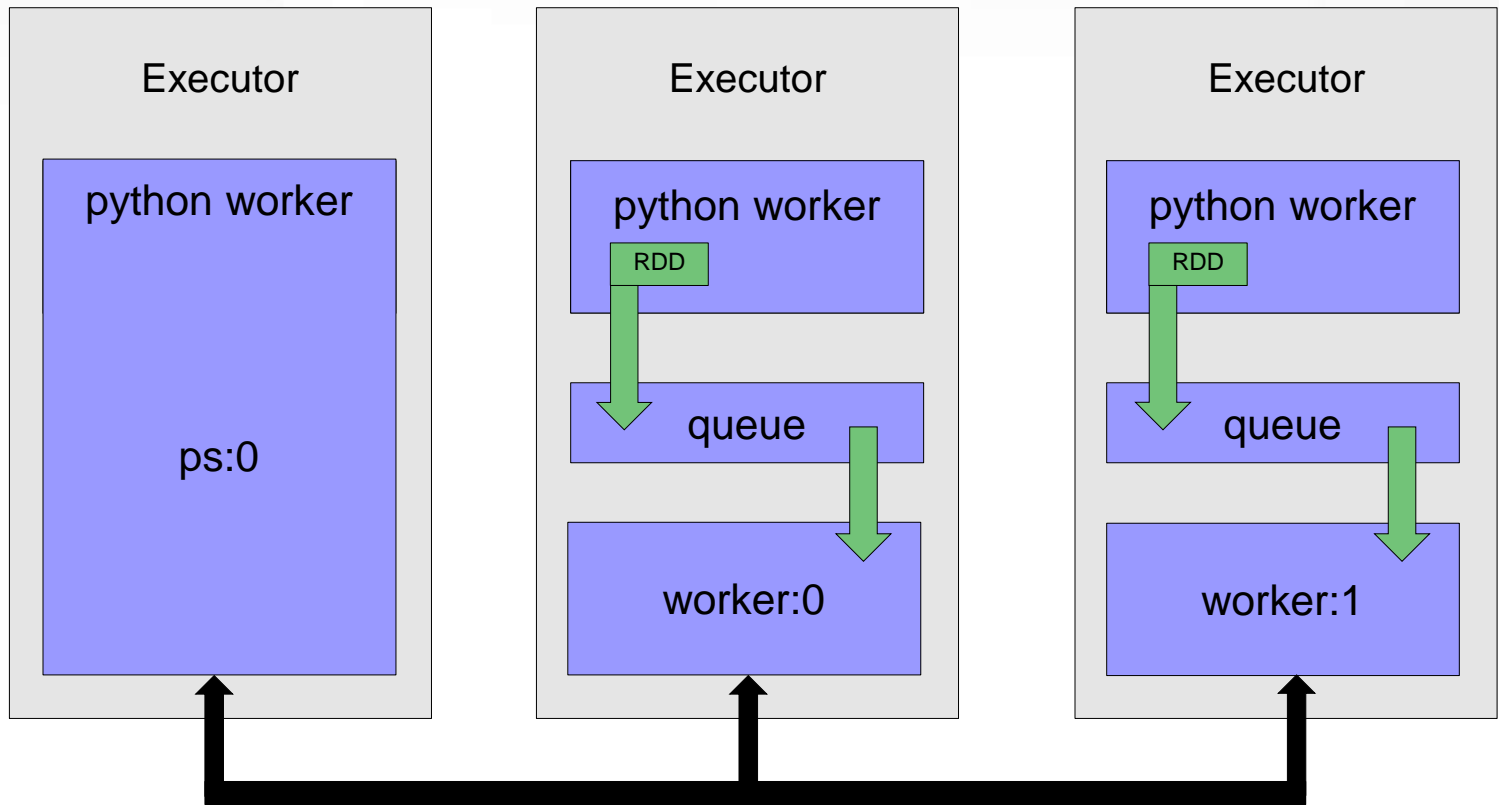 Executor
python worker
ps:0
Executor
python worker
RDD
queue
worker:0
Executor
python worker
RDD
queue
worker:1